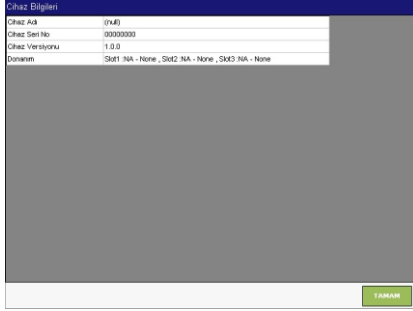 Cihaz Bilgileri
Cihaz Adı (null)
Cihaz Seri No 00000000
Cihaz Versiyonu 1.0.0
Donanım Slot1 :NA - None , Slot2 :NA - None , Slot3 :NA - None
TAMAM